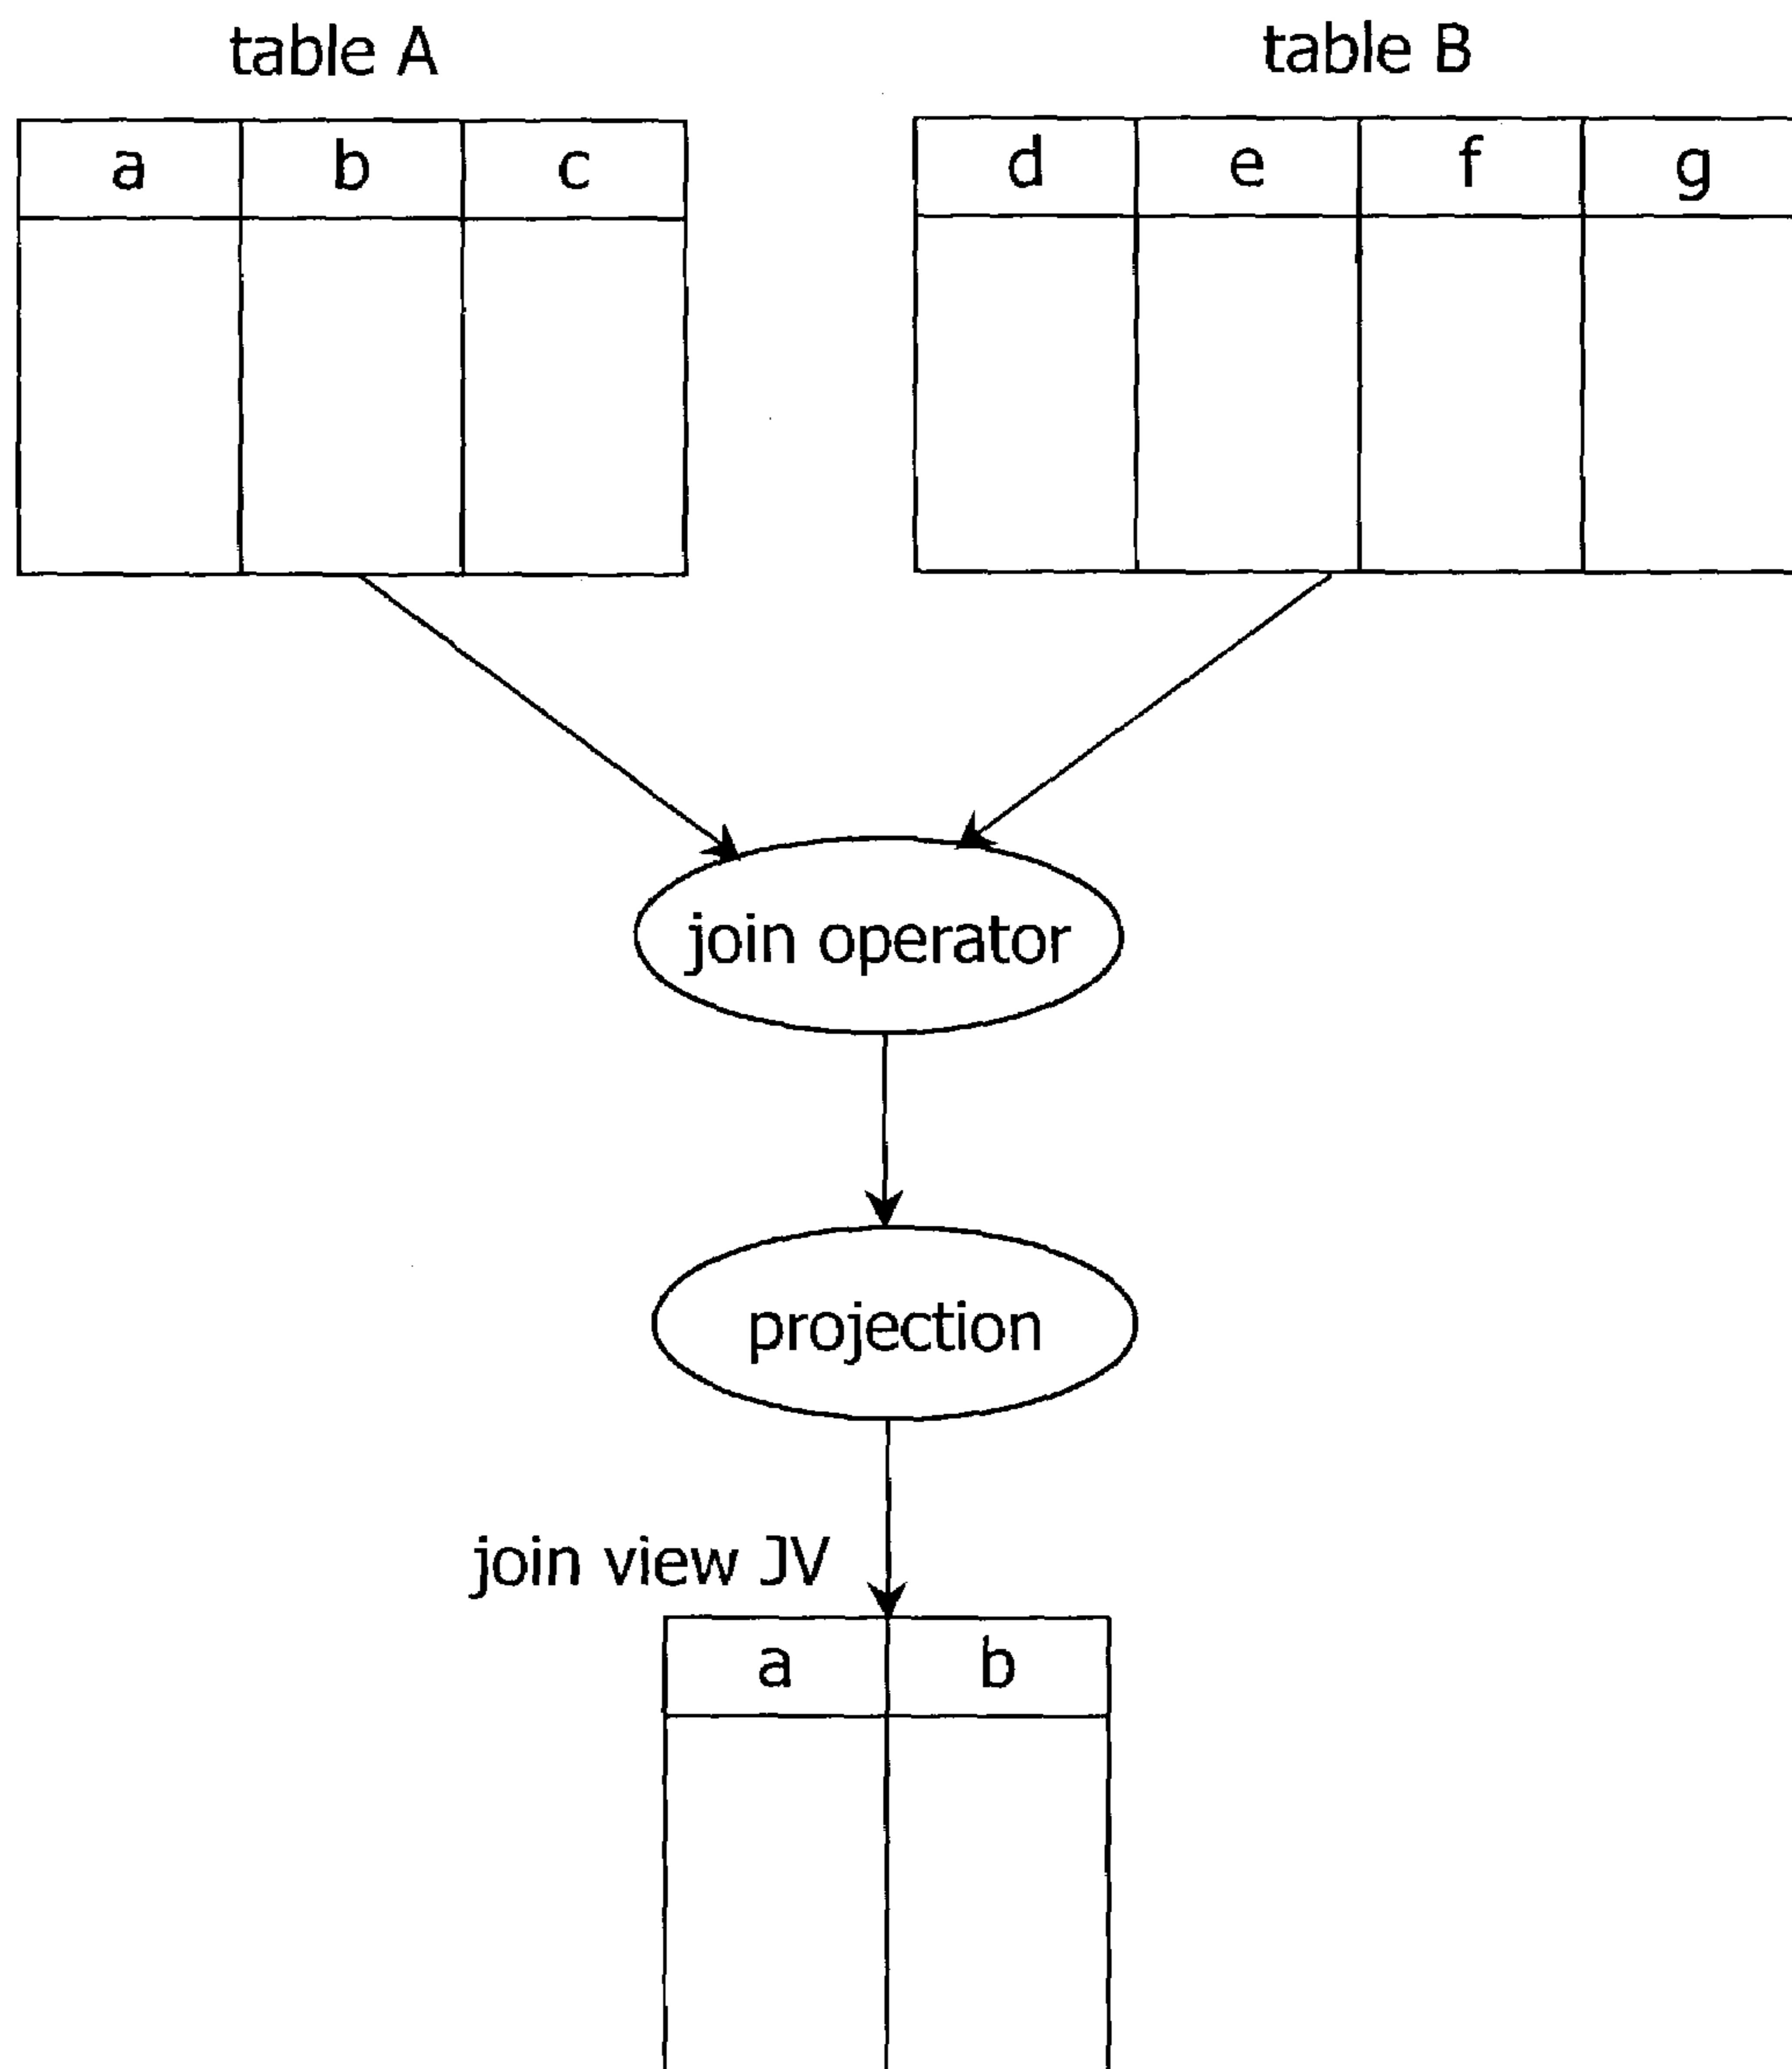 table A
table B
a b c
d e f g
join operator
projection
join view JV
a b